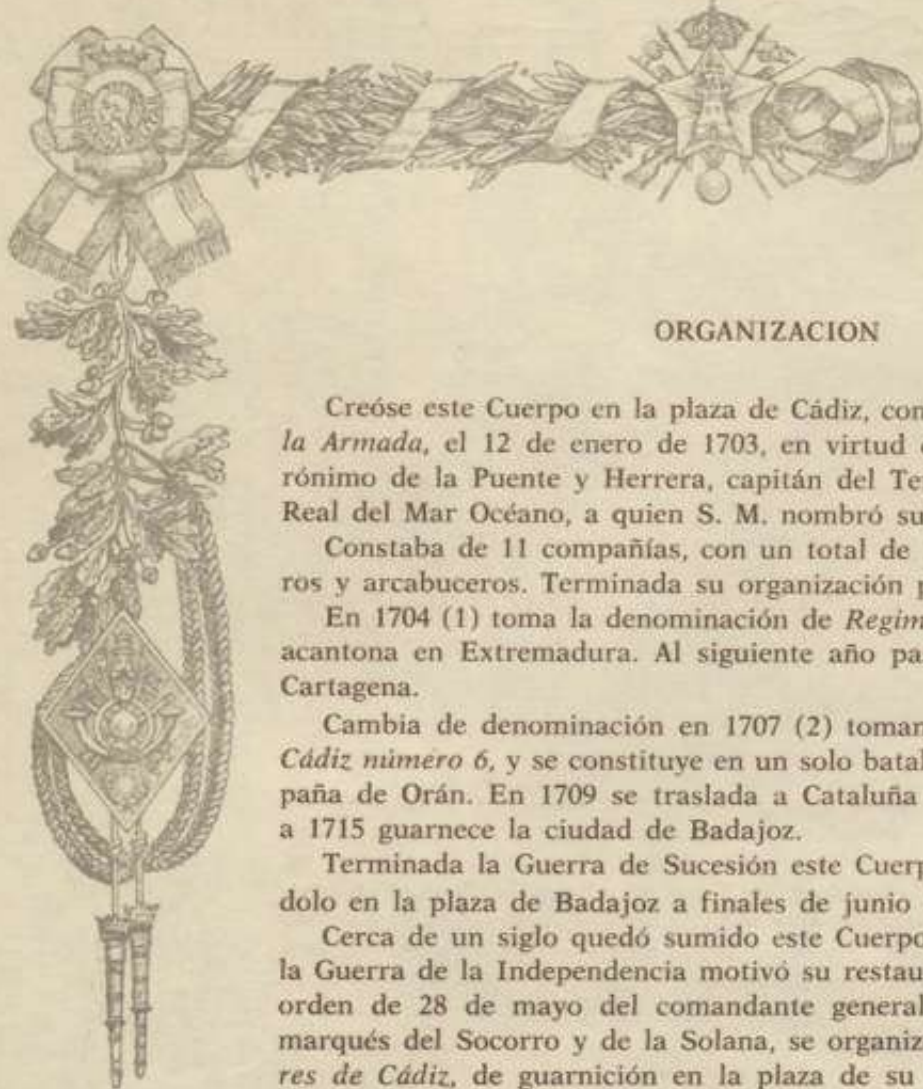 ORGANIZACION
Creóse este Cuerpo en la plaza de Cádiz, con
la Armada, el 12 de enero de 1703, en virtud
rónimo de la Puente y Herrera, capitán del Te
Real del Mar Océano, a quien S. M. nombró su
Constaba de 11 compañías, con un total de
ros y arcabuceros. Terminada su organización p
En 1704 (1) toma la denominación de Regim
acantona en Extremadura. Al siguiente año pa
Cartagena.
Cambia de denominación en 1707 (2) toman
Cádiz número 6, y se constituye en un solo batal
paña de Orán. En 1709 se traslada a Cataluña
a 1715 guarnece la ciudad de Badajoz.
Terminada la Guerra de Sucesión este Cuerp
dolo en la plaza de Badajoz a finales de junio
Cerca de un siglo quedó sumido este Cuerpo
la Guerra de la Independencia motivó su restau
orden de 28 de mayo del comandante general
marqués del Socorro y de la Solana, se organiz
res de Cádiz, de guarnición en la plaza de su